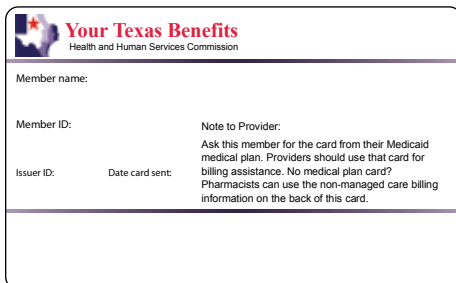 Your Texas Benefits
Health and Human Services Commission
Member name:
Member ID:
Note to Provider:
Ask this member for the card from their Medicaid
medical plan. Providers should use that card for
billing assistance. No medical plan card?
Pharmacists can use the non-managed care billing
information on the back of this card.
Issuer ID:
Date card sent: